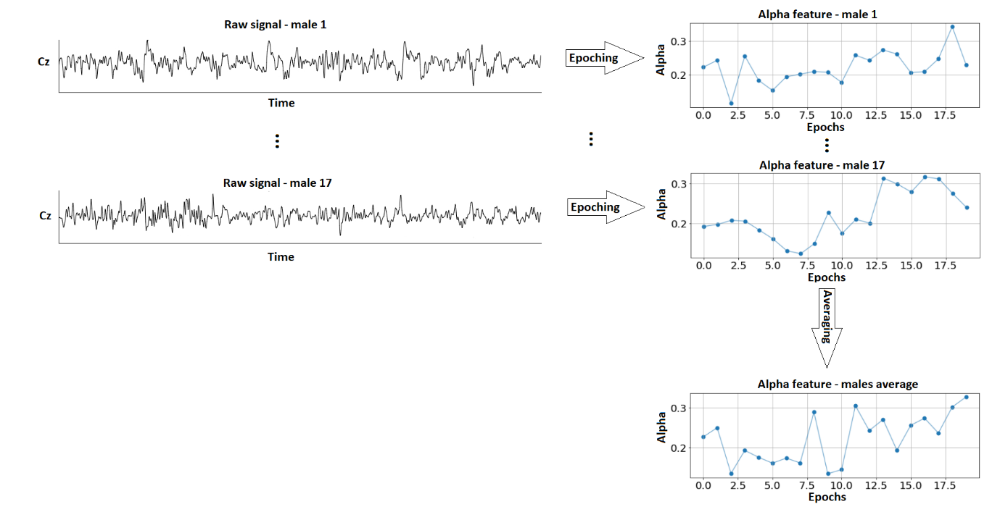 Raw signal - male 1
Cz
Time
Epoching
Alpha feature - male 1
Alpha
0.3
0.2
0.0 2.5 5.0 7.5 10.0 12.5 15.0 17.5
Epochs
Raw signal - male 17
Cz
Time
Epoching
Alpha feature - male 17
Alpha
0.3
0.2
0.0 2.5 5.0 7.5 10.0 12.5 15.0 17.5
Epochs
Averaging
Alpha feature - males average
Alpha
0.3
0.2
0.0 2.5 5.0 7.5 10.0 12.5 15.0 17.5
Epochs